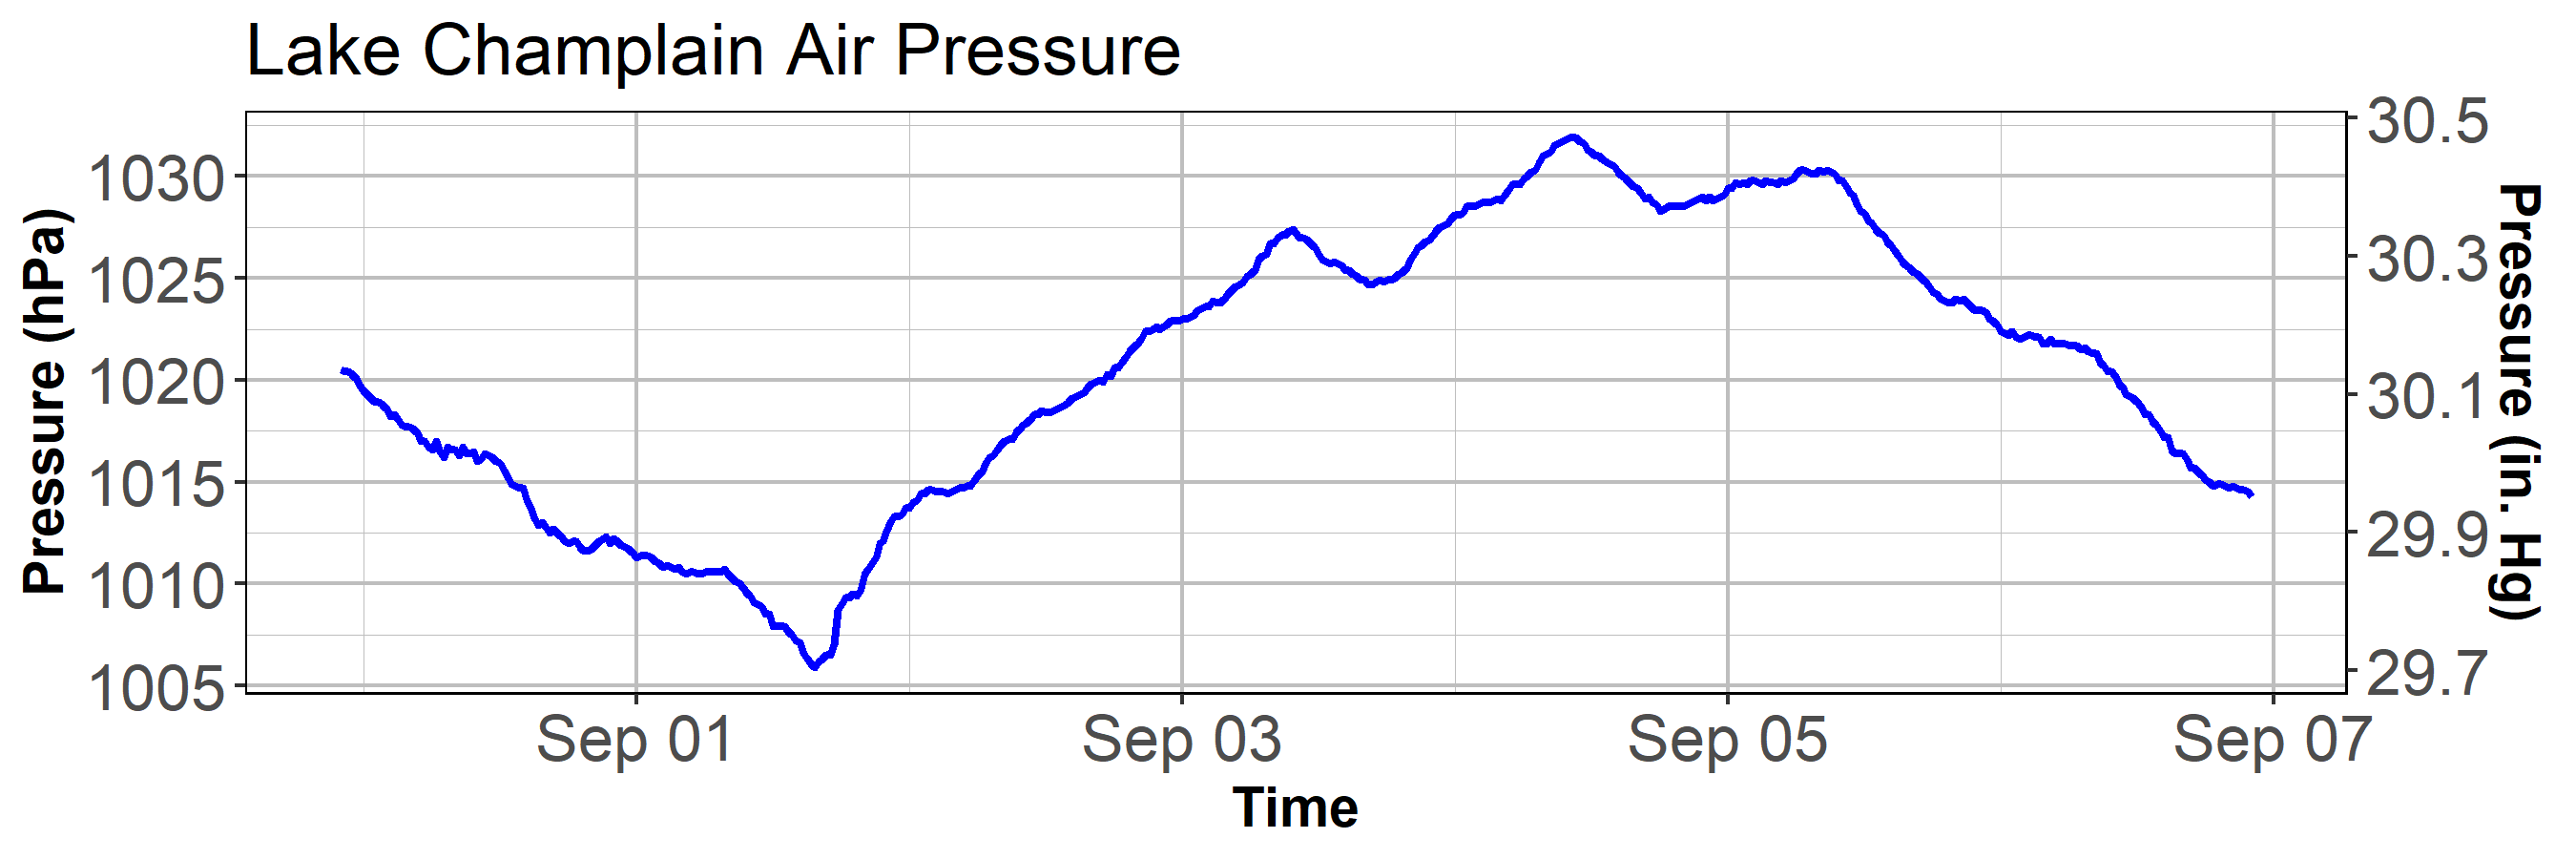 Lake Champlain Air Pressure
Pressure (hPa)
1030
1025
1020
1015
1010
1005
30.5
30.3
30.1
29.9
29.7
Pressure (in. Hg)
Sep 01 Sep 03 Sep 05 Sep 07
Time